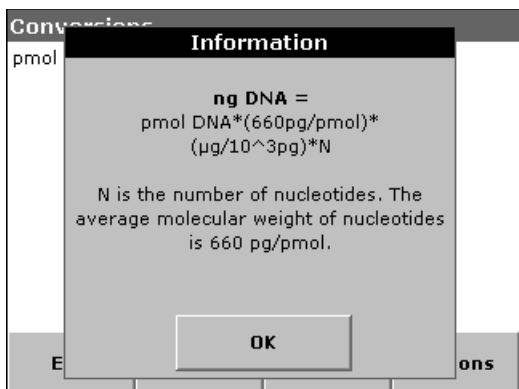 Conversions
Information
pmol
ng DNA =
pmol DNA*(660pg/pmol)*
(µg/10^3pg)*N
N is the number of nucleotides. The
average molecular weight of nucleotides
is 660 pg/pmol.
OK